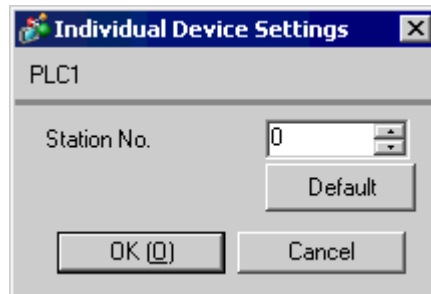 Individual Device Settings
PLC1
Station No. 0
Default
OK (O) Cancel